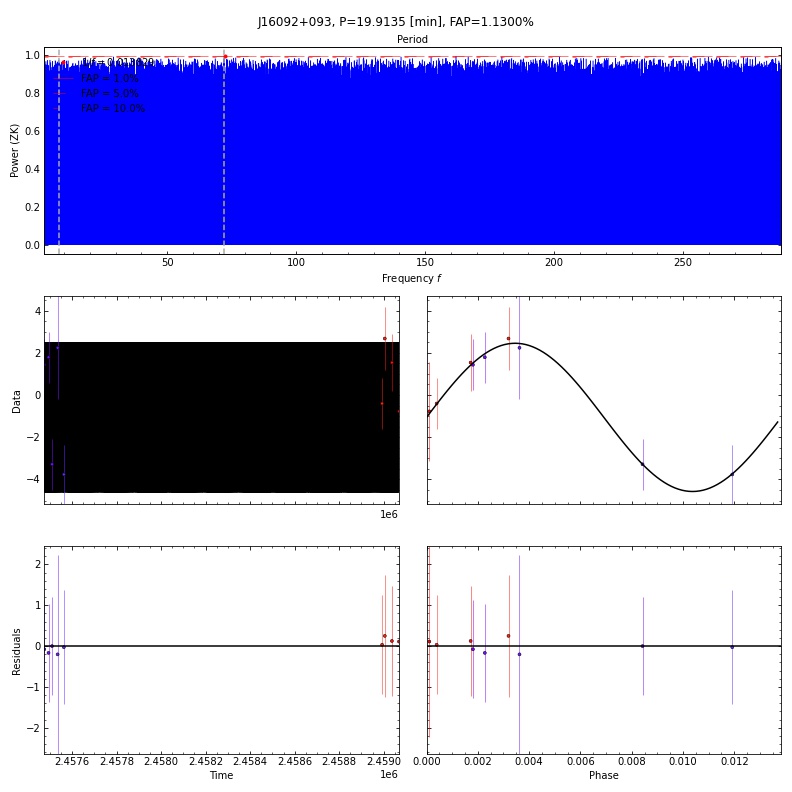 J16092+093, P=19.9135 [min], FAP=1.1300%
Period
1.0
0.8
0.6
0.4
0.2
0.0
Power (ZK)
FAP = 1.0%
FAP = 5.0%
FAP = 10.0%
50 100 150 200 250
Frequency f
4
2
0
−2
−4
Data
1e6
2
1
0
−1
−2
Residuals
2.4576 2.4578 2.4580 2.4582 2.4584 2.4586 2.4588 2.4590
1e6
Time
0.000 0.002 0.004 0.006 0.008 0.010 0.012
Phase